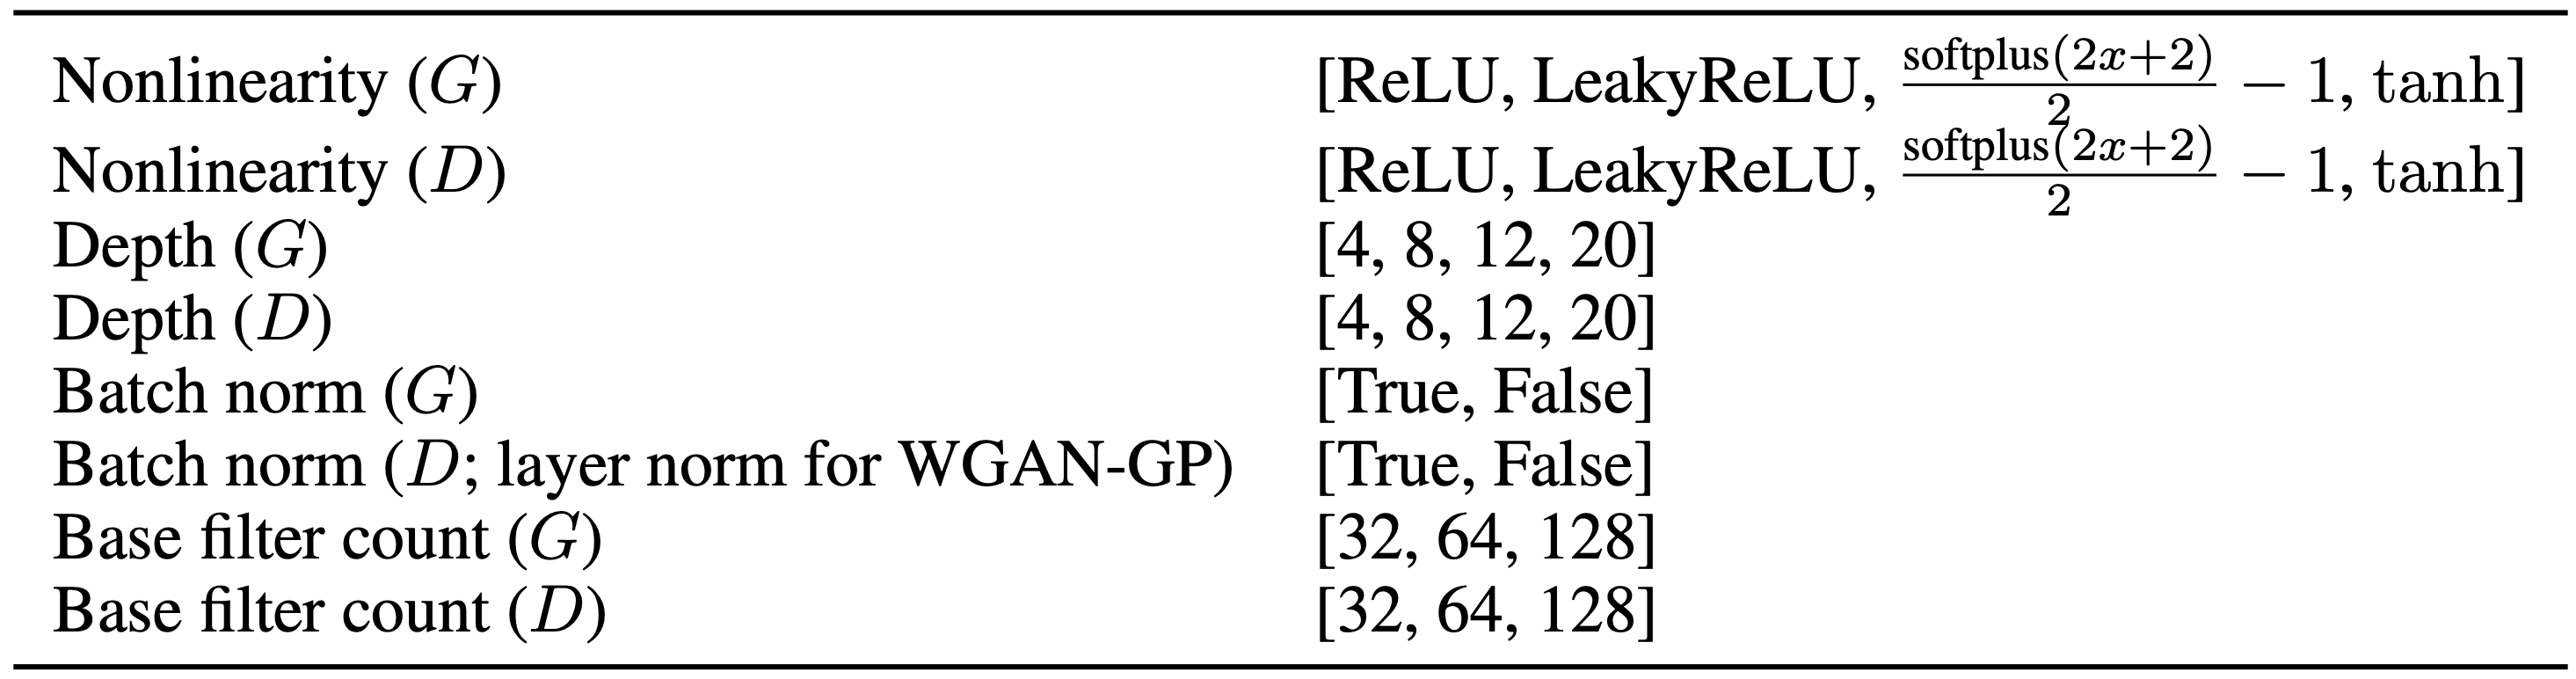 Nonlinearity (G) [ReLU, LeakyReLU, \frac{softplus(2x+2)}{2} − 1, tanh]
Nonlinearity (D) [ReLU, LeakyReLU, \frac{softplus(2x+2)}{2} − 1, tanh]
Depth (G) [4, 8, 12, 20]
Depth (D) [4, 8, 12, 20]
Batch norm (G) [True, False]
Batch norm (D; layer norm for WGAN-GP) [True, False]
Base filter count (G) [32, 64, 128]
Base filter count (D) [32, 64, 128]